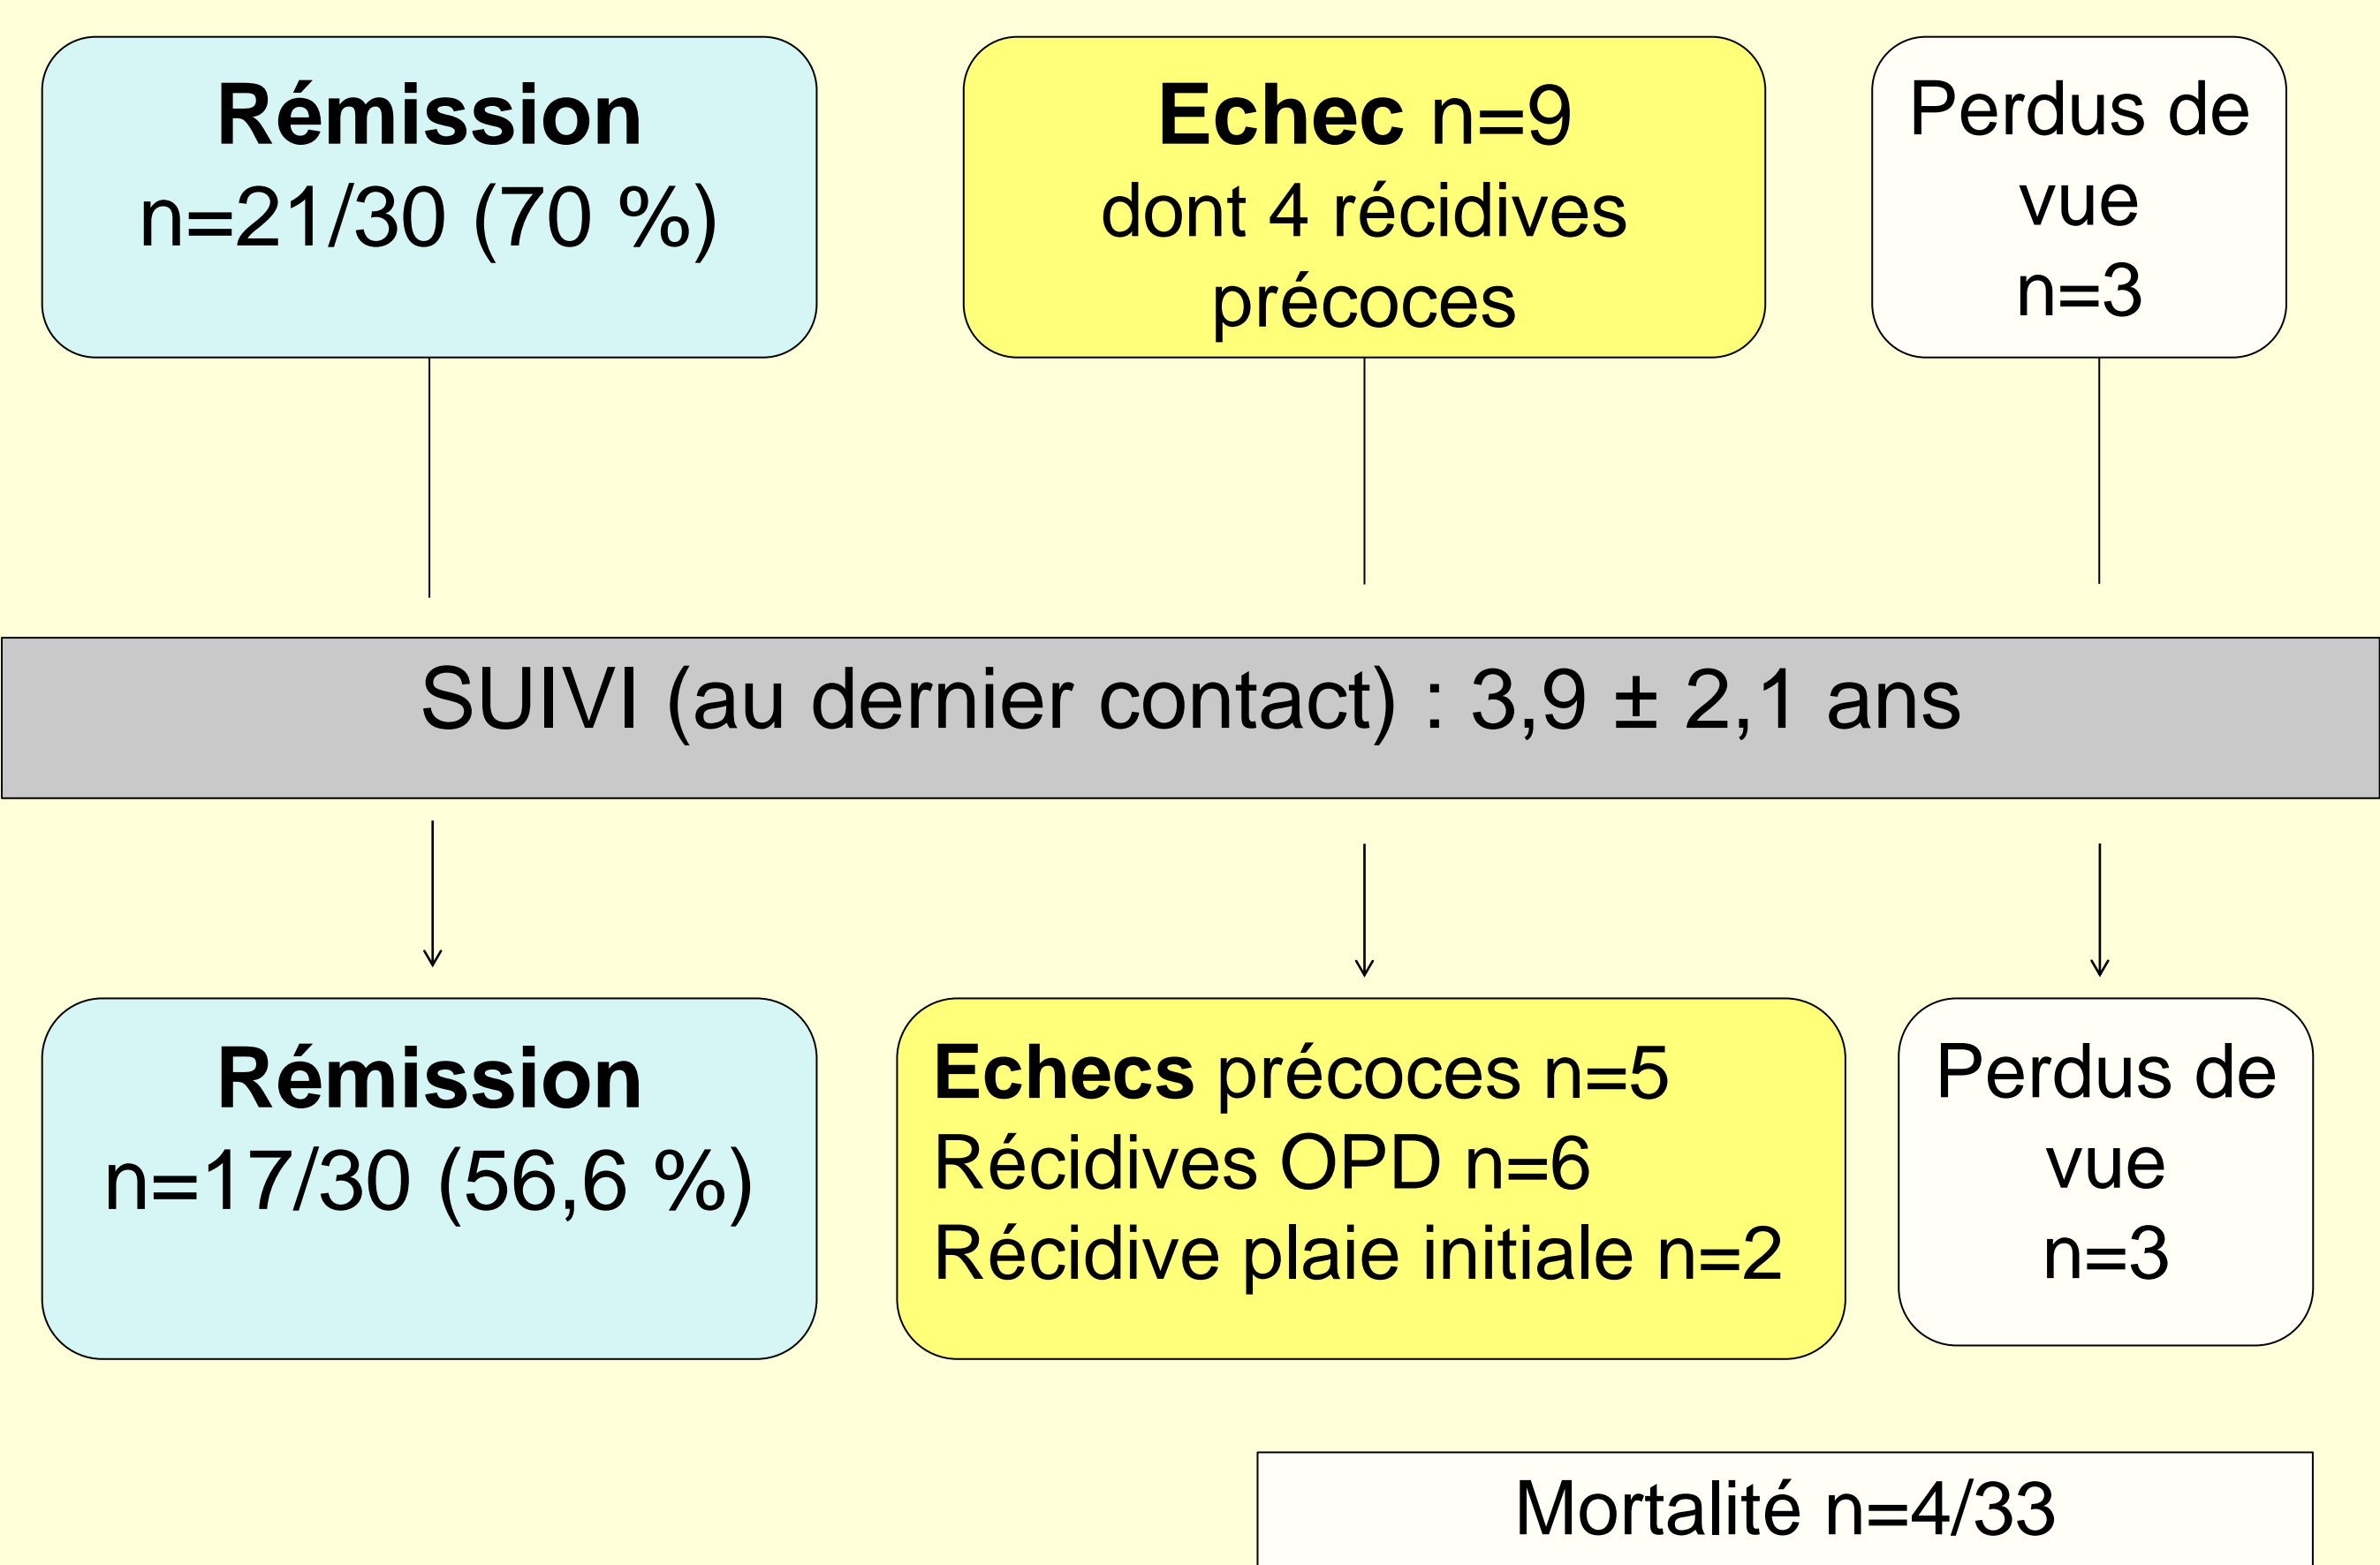 Rémission
n=21/30 (70 %)
Echec n=9
dont 4 récidives
précoces
Perdus de
vue
n=3
SUIVI (au dernier contact) : 3,9 ± 2,1 ans
Rémission
n=17/30 (56,6 %)
Echecs précoces n=5
Récidives OPD n=6
Récidive plaie initiale n=2
Perdus de
vue
n=3
Mortalité n=4/33